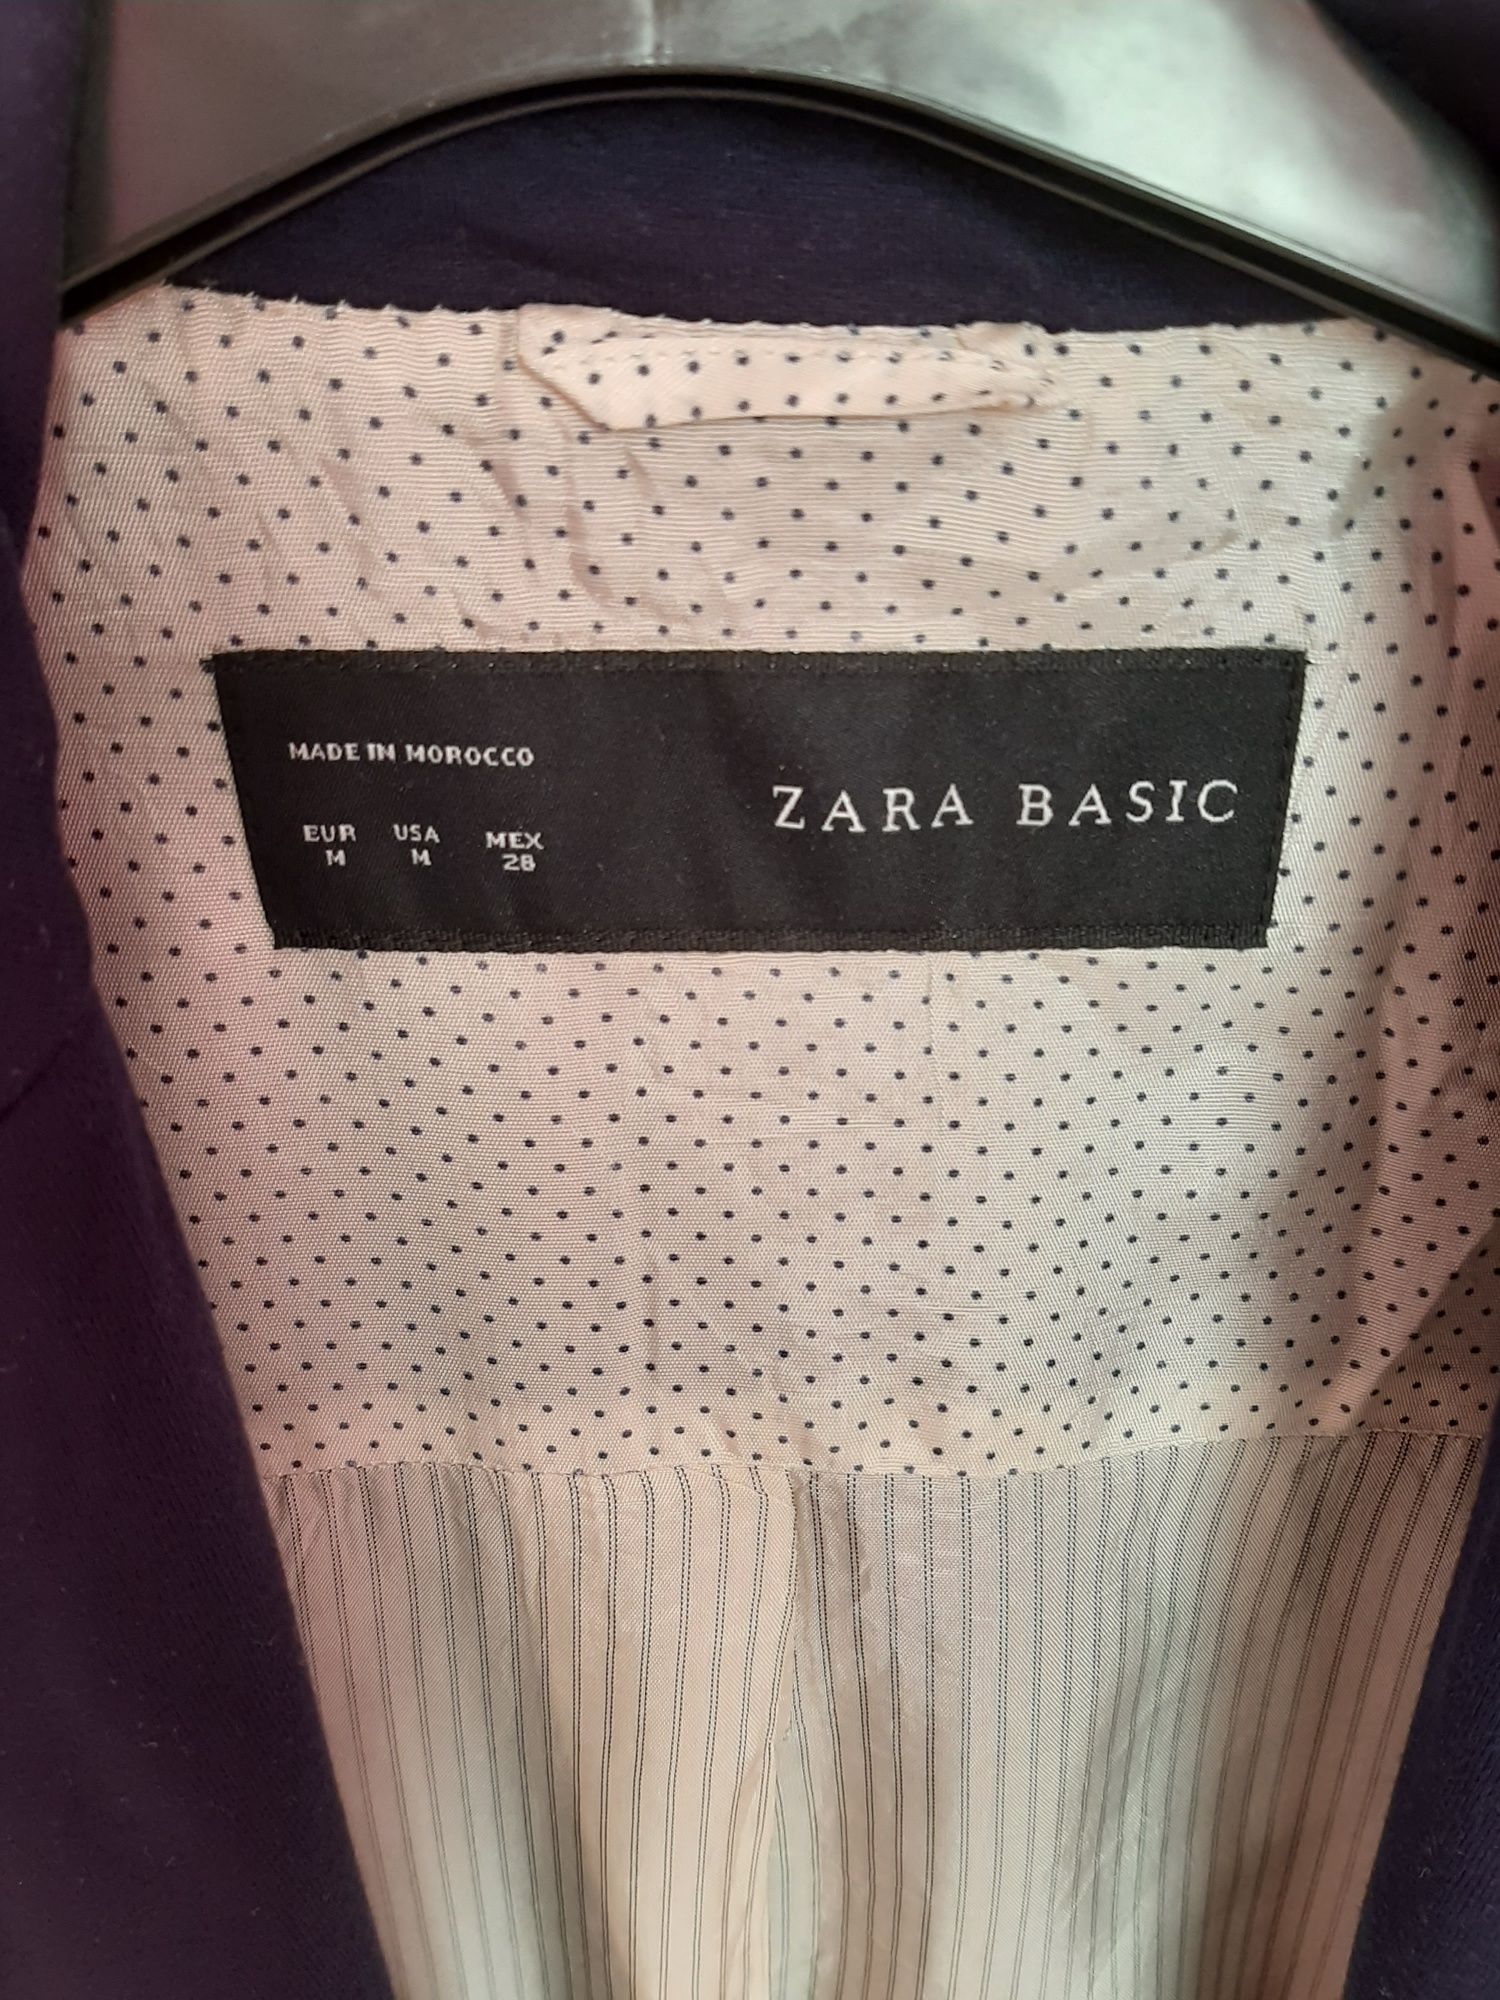 MADE IN MOROCCO
EUR USA MEX
M M 28
ZARA BASIC